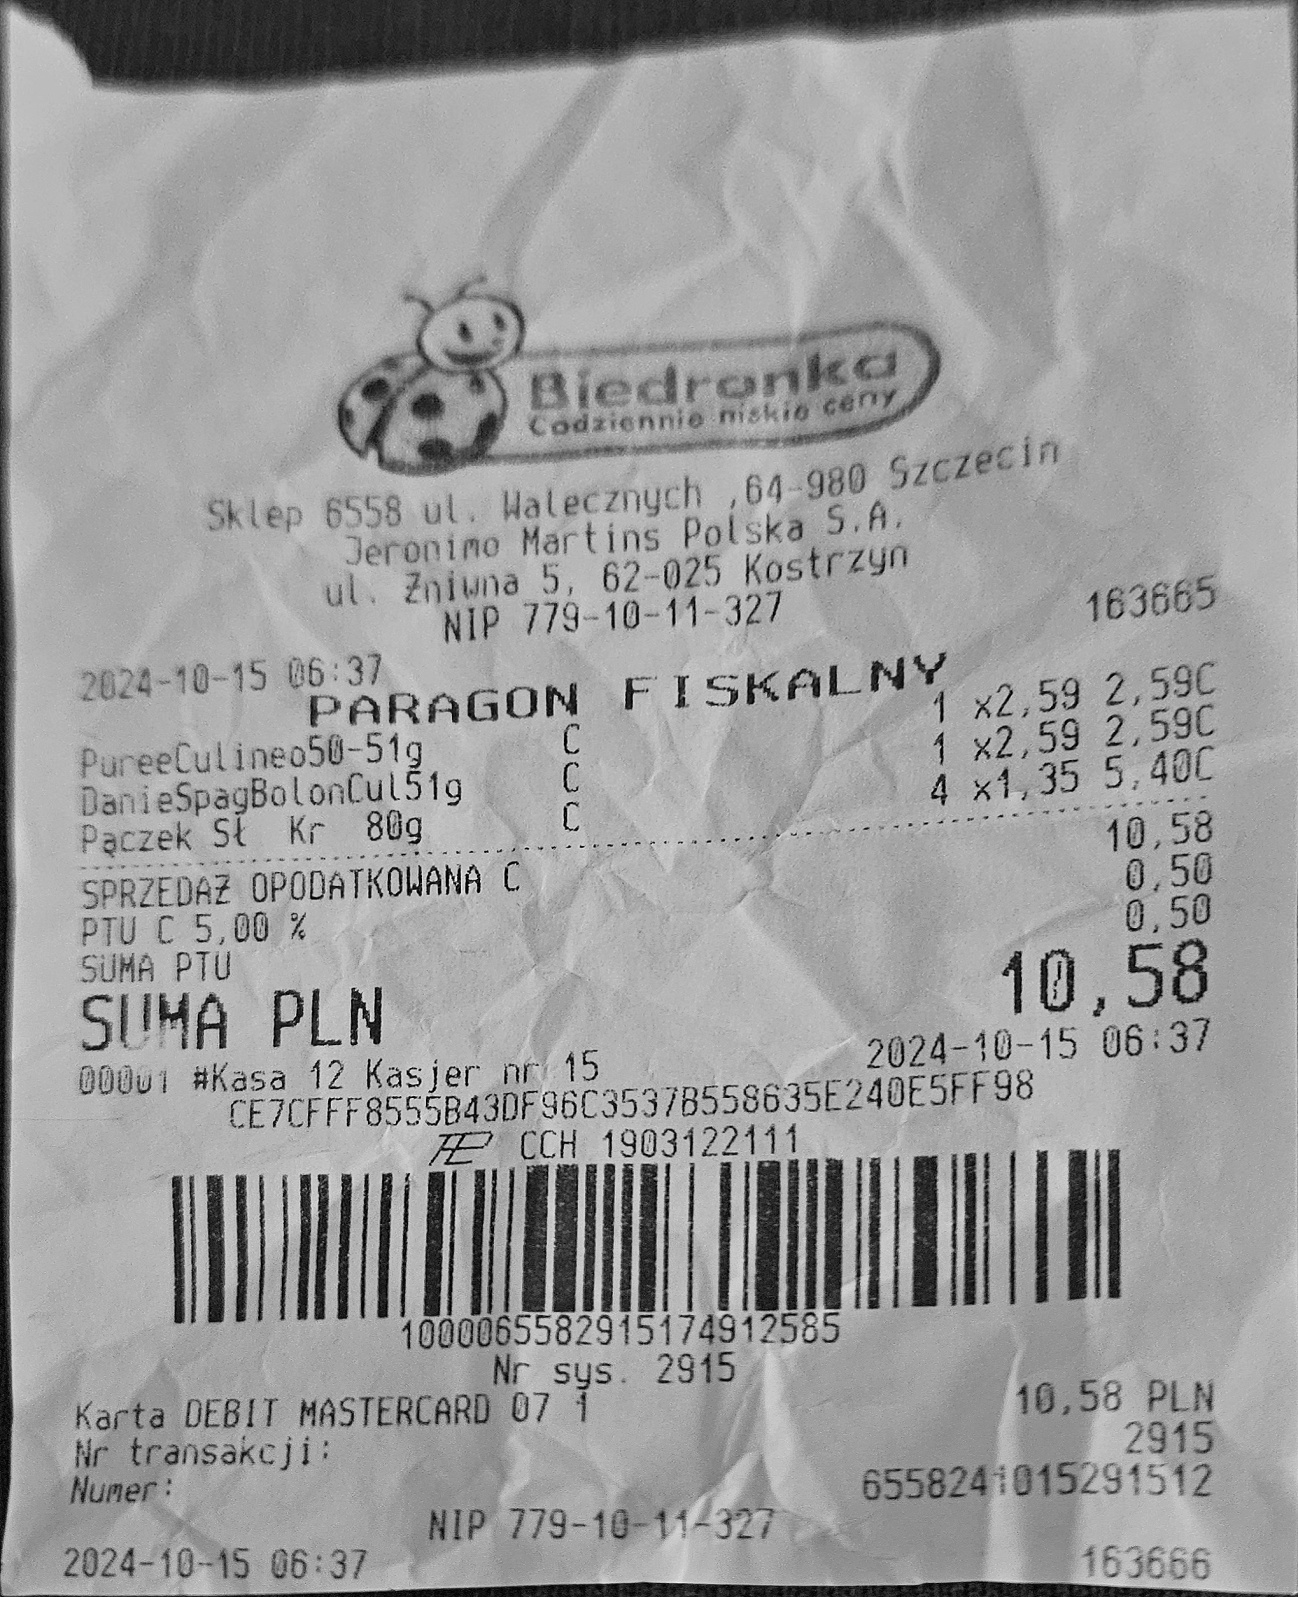 Biedronka
Codziennie niskie ceny
Sklep 6558 ul. Walecznych ,64-980 Szczecin
Jeronimo Martins Polska S.A.
ul. Żniwna 5, 62-025 Kostrzyn
NIP 779-10-11-327
2024-10-15 06:37 163665
PARAGON FISKALNY
PureeCulineo50-51g C 1 x2,59 2,59C
DanieSpagBolonCul51g C 1 x2,59 2,59C
Pączek Sł Kr 80g C 4 x1,35 5,40C
SPRZEDAŻ OPODATKOWANA C 10,58
PTU C 5,00 % 0,50
SUMA PTU 0,50
SUMA PLN 10,58
00001 #Kasa 12 Kasjer nr 15 2024-10-15 06:37
CE7CFFF8555B43DF96C3537B558635E240E5FF98
CCH 1903122111
1000065582915174912585
Nr sys. 2915
Karta DEBIT MASTERCARD 07 1 10,58 PLN
Nr transakcji: 2915
Numer: 6558241015291512
NIP 779-10-11-327
2024-10-15 06:37 163666